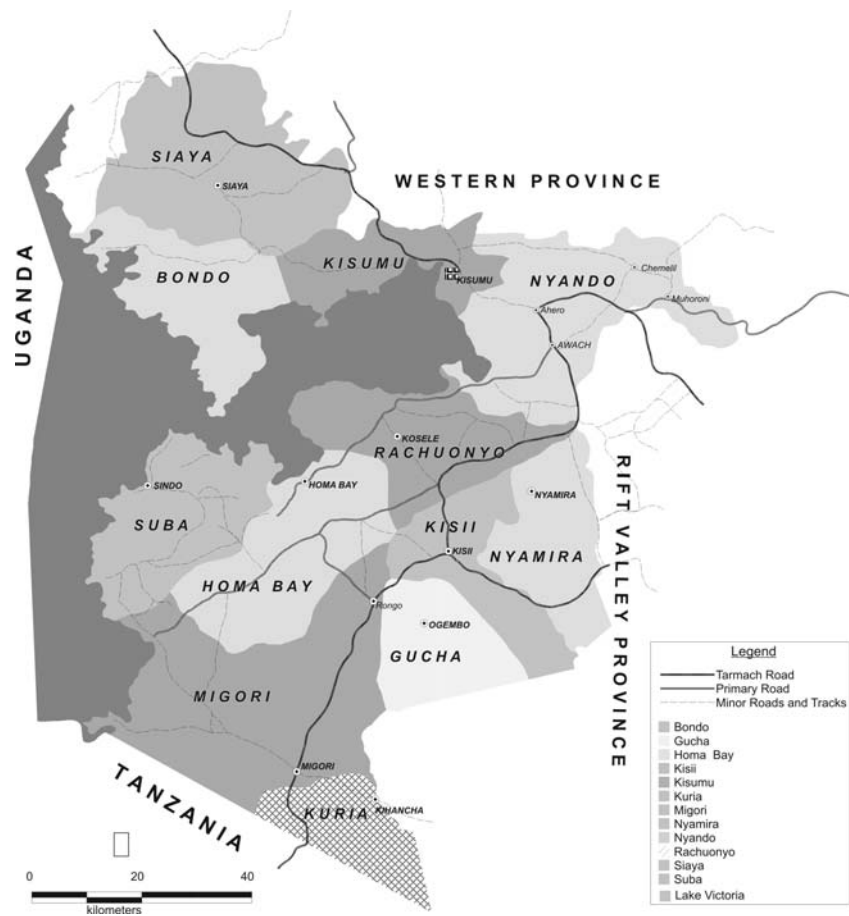 SIAYA
SIAYA
WESTERN PROVINCE
UGANDA
BONDO
KISUMU
KISUMU
NYANDO
Chemelil
Muhoroni
Ahero
AWACH
KOSELE
RACHUONYO
SINDO
HOMA BAY
SUBA
NYAMIRA
KISII
KISII
NYAMIRA
RIFT VALLEY PROVINCE
HOMA BAY
Rongo
OGEMBO
GUCHA
MIGORI
MIGORI
TANZANIA
KURIA
KIHANCHA
0 20 40
kilometers
Legend
Tarmach Road
Primary Road
Minor Roads and Tracks
Bondo
Gucha
Homa Bay
Kisii
Kisumu
Kuria
Migori
Nyamira
Nyando
Rachuonyo
Siaya
Suba
Lake Victoria